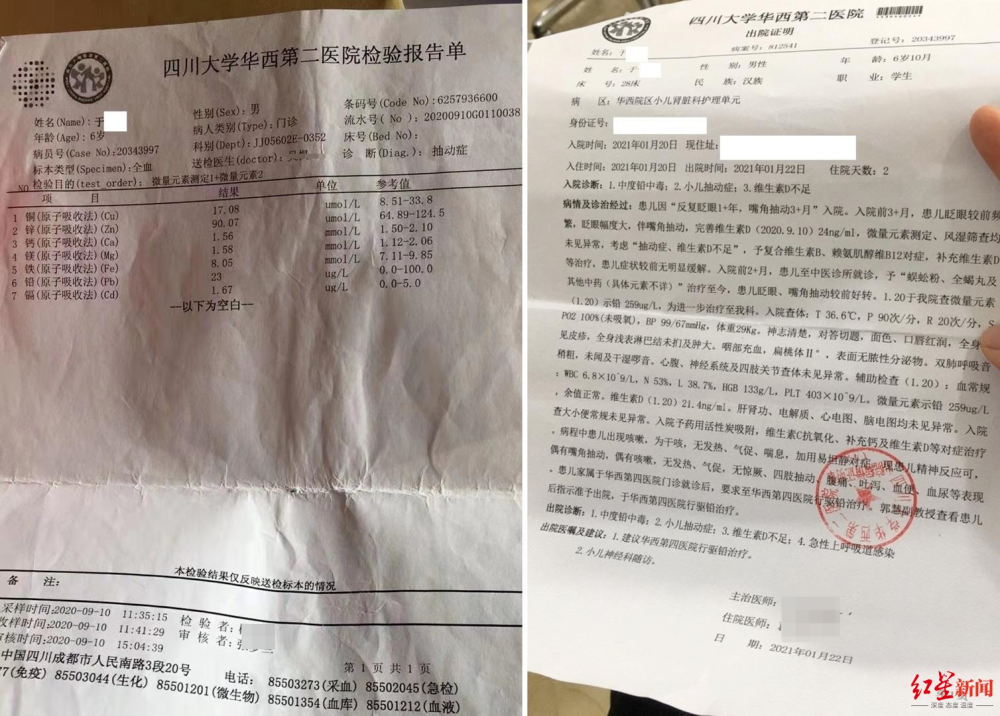 四川大学华西第二医院检验报告单
姓名(Name):于
性别(Sex): 男
条码号(Code No):6257936600
年龄(Age): 6岁
病人类别(Type): 门诊
流水号( No ): 20200910G0110038
病员号(Case No):20343997
科别(Dept):JJ05602E-0352
床号(Bed No):
标本类型(Specimen):全血
送检医生(doctor):
诊 断(Diag.): 抽动症
NO 检验目的(test_order): 微量元素测定1+微量元素2
项 目 结果 单位 参考值
1 铜(原子吸收法)(Cu) 17.08 umol/L 8.51-33.8
2 锌(原子吸收法)(Zn) 90.07 umol/L 64.89-124.5
3 钙(原子吸收法)(Ca) 1.56 mmol/L 1.50-2.10
4 镁(原子吸收法)(Mg) 1.58 mmol/L 1.12-2.06
5 铁(原子吸收法)(Fe) 8.05 mmol/L 7.11-9.85
6 铅(原子吸收法)(Pb) 23 ug/L 0.0-100.0
7 镉(原子吸收法)(Cd) 1.67 ug/L 0.0-5.0
---以下为空白---
备 注:
本检验结果仅反映送检标本的情况
采样时间:2020-09-10 11:35:15 检 验 者:
收样时间:2020-09-10 11:41:29 审 核 者:
审核时间:2020-09-10 15:04:39
第 1 页 共 1 页
中国四川成都市人民南路3段20号 电话: 85503273(采血) 85502045(急检)
77(免疫) 85503044(生化) 85501201(微生物) 85501354(血库) 85501212(血液)
四川大学华西第二医院
出院证明
姓名:于
病案号:912541
登记号:20343997
姓 名:于
性 别:男性
年 龄:6岁10月
床 号:28床
民 族:汉族
职 业:学生
病 区:华西院区小儿肾脏科护理单元
身份证号:
入院时间:2021年01月20日 现住址:
入住时间:2021年01月20日 出院时间:2021年01月22日 住院天数:2
入院诊断:1.中度铅中毒;2.小儿抽动症;3.维生素D不足
病情及诊治经过:患儿因“反复眨眼1+年,嘴角抽动3+月”入院。入院前3+月,患儿眨眼较前频
繁,眨眼幅度大,伴嘴角抽动,完善维生素D(2020.9.10)24ng/ml,微量元素测定、风湿筛查均
未见异常,考虑“抽动症、维生素D不足”,予复合维生素B、赖氨肌醇维B12对症,补充维生素D
等治疗,患儿症状较前无明显缓解。入院前2+月,患儿至中医诊所就诊,予“蜈蚣粉、全蝎丸及
其他中药(具体元素不详)”治疗至今,患儿眨眼、嘴角抽动较前好转。1.20于我院查微量元素
(1.20)示铅 259ug/L,为进一步治疗至我科。入院查体:T 36.6℃,P 90次/分,R 20次/分,S
PO2 100%(未吸氧),BP 99/67mmHg,体重29Kg。神志清楚,对答切题,面色、口唇红润,全身
见皮疹,全身浅表淋巴结未扪及肿大。咽部充血,扁桃体Ⅱ°,表面无脓性分泌物。双肺呼吸音
稍粗,未闻及干湿啰音。心腹、神经系统及四肢关节查体未见异常。辅助检查(1.20):血常规
:WBC 6.8×10^9/L,N 53%,L 38.7%,HGB 133g/L,PLT 403×10^9/L,微量元素示铅 259ug/L
,余值正常。维生素D(1.20)21.4ng/ml。肝肾功、电解质、心电图、脑电图均未见异常。入院
查大小便常规未见异常。入院予药用活性炭吸附,维生素C抗氧化、补充钙及维生素D等对症治疗
。病程中患儿出现咳嗽,为干咳,无发热、气促、喘息,加用易坦静对症。现患儿精神反应可,
偶有嘴角抽动,偶有咳嗽,无发热、气促,无惊厥、四肢抽动,腹痛、吐泻、血便、血尿等表现
。患儿家属于华西第四医院门诊就诊后,要求至华西第四医院行驱铅治疗。郭慧副教授查看患儿
后指示准予出院,于华西第四医院行驱铅治疗。
出院诊断:1.中度铅中毒;2.小儿抽动症;3.维生素D不足;4.急性上呼吸道感染
出院医嘱及建议:1.建议华西第四医院行驱铅治疗。
2.小儿神经科随访。
主治医师:
住院医师:
日 期:2021年01月22日
红星新闻
深度 态度 温度